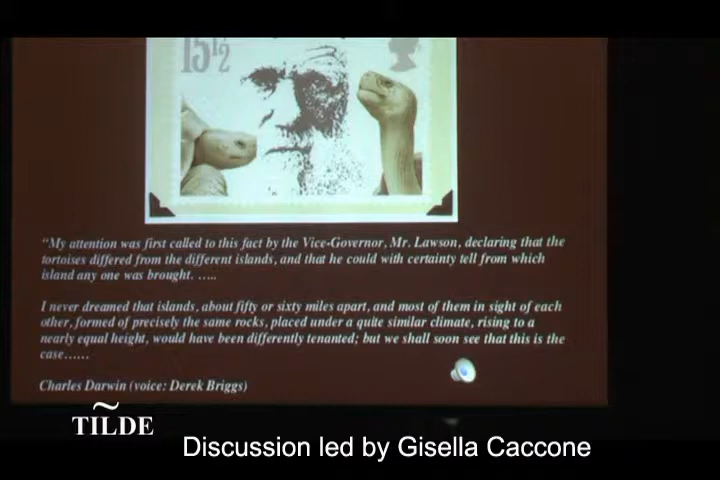 15½
“My attention was first called to this fact by the Vice-Governor, Mr. Lawson, declaring that the
tortoises differed from the different islands, and that he could with certainty tell from which
island any one was brought. …..
I never dreamed that islands, about fifty or sixty miles apart, and most of them in sight of each
other, formed of precisely the same rocks, placed under a quite similar climate, rising to a
nearly equal height, would have been differently tenanted; but we shall soon see that this is the
case……
Charles Darwin (voice: Derek Briggs)
~
TILDE
Discussion led by Gisella Caccone